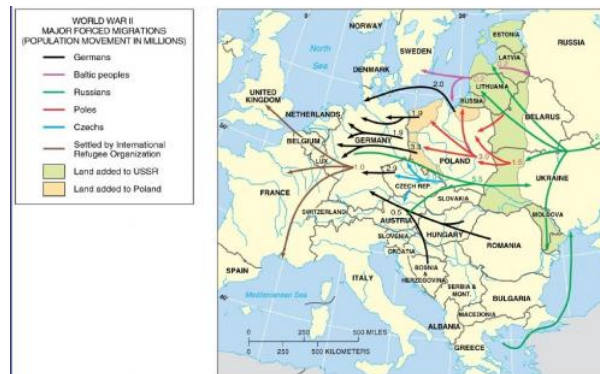 WORLD WAR II
MAJOR FORCED MIGRATIONS
(POPULATION MOVEMENT IN MILLIONS)
Germans
Baltic peoples
Russians
Poles
Czechs
Settled by International
Refugee Organization
Land added to USSR
Land added to Poland
NORWAY
ESTONIA
RUSSIA
North
Sea
SWEDEN
LATVIA
DENMARK
LITHUANIA
UNITED
KINGDOM
2.0
RUSSIA
BELARUS
NETHERLANDS
1.9
1.9
BELGIUM
GERMANY
POLAND
3.0
1.5
LUX.
1.0
CZECH REP.
UKRAINE
FRANCE
SLOVAKIA
SWITZERLAND
0.5
AUSTRIA
HUNGARY
MOLDOVA
SLOVENIA
CROATIA
ROMANIA
BOSNIA
&
HERZEGOVINA
SPAIN
ITALY
SERBIA &
MONT.
BULGARIA
Mediterranean Sea
MACEDONIA
ALBANIA
GREECE
0 250 500 MILES
0 250 500 KILOMETERS